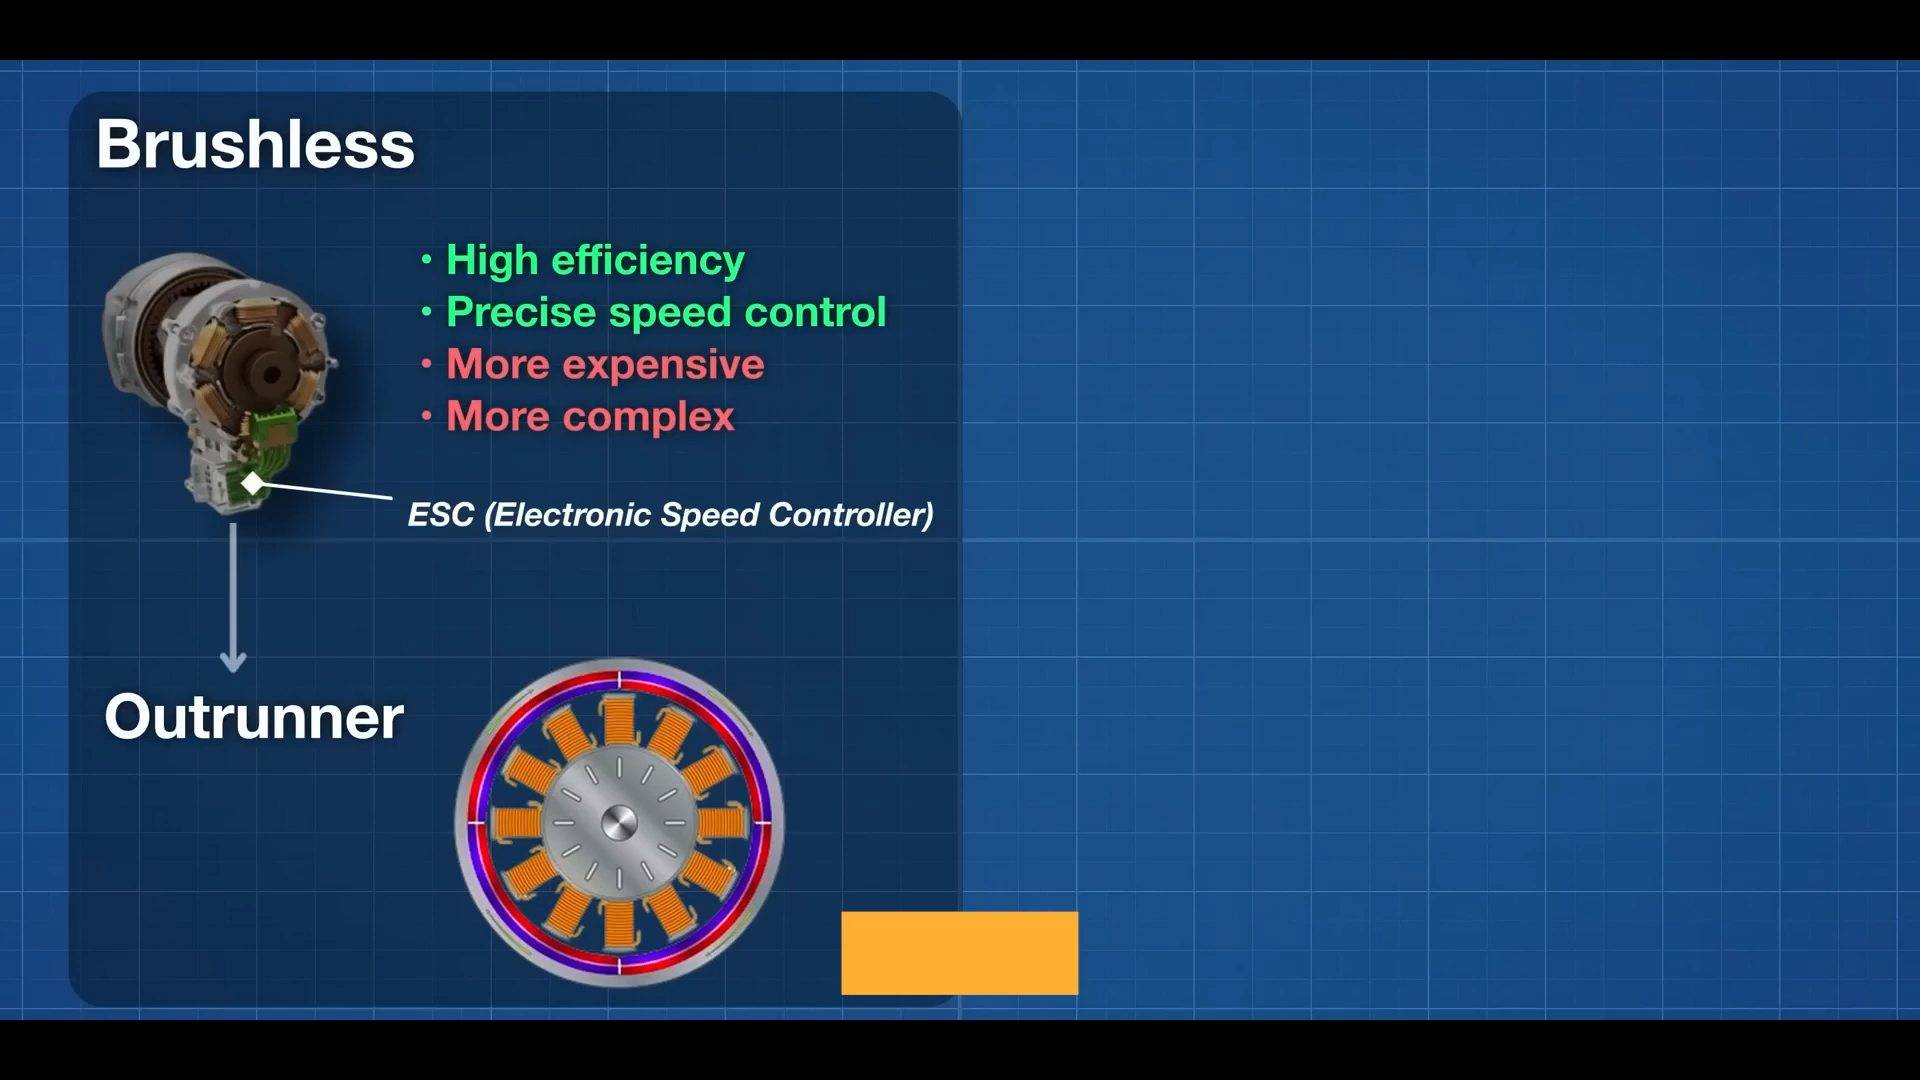 Brushless
• High efficiency
• Precise speed control
• More expensive
• More complex
ESC (Electronic Speed Controller)
Outrunner